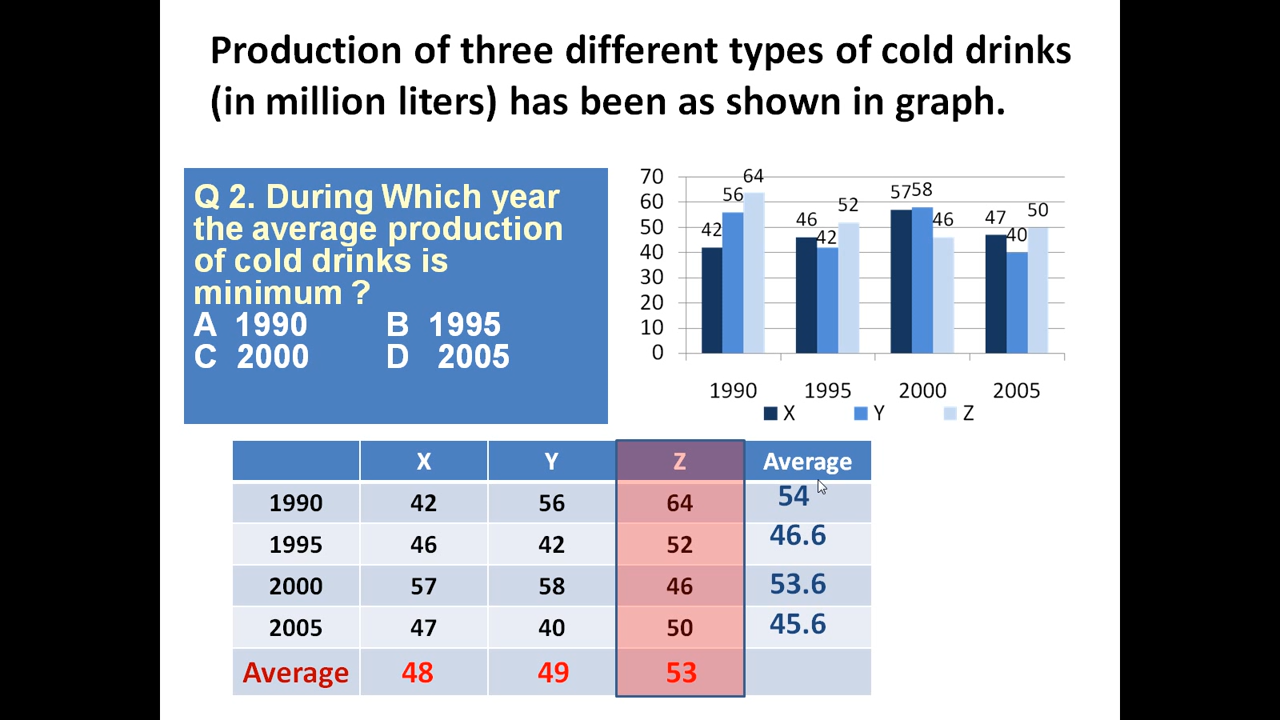 Production of three different types of cold drinks
(in million liters) has been as shown in graph.
Q 2. During Which year
the average production
of cold drinks is
minimum ?
A 1990 B 1995
C 2000 D 2005
70
60
50
40
30
20
10
0
42 56 64
46 42 52
57 58 46
47 40 50
1990 1995 2000 2005
X Y Z
X Y Z Average
1990 42 56 64 54
1995 46 42 52 46.6
2000 57 58 46 53.6
2005 47 40 50 45.6
Average 48 49 53